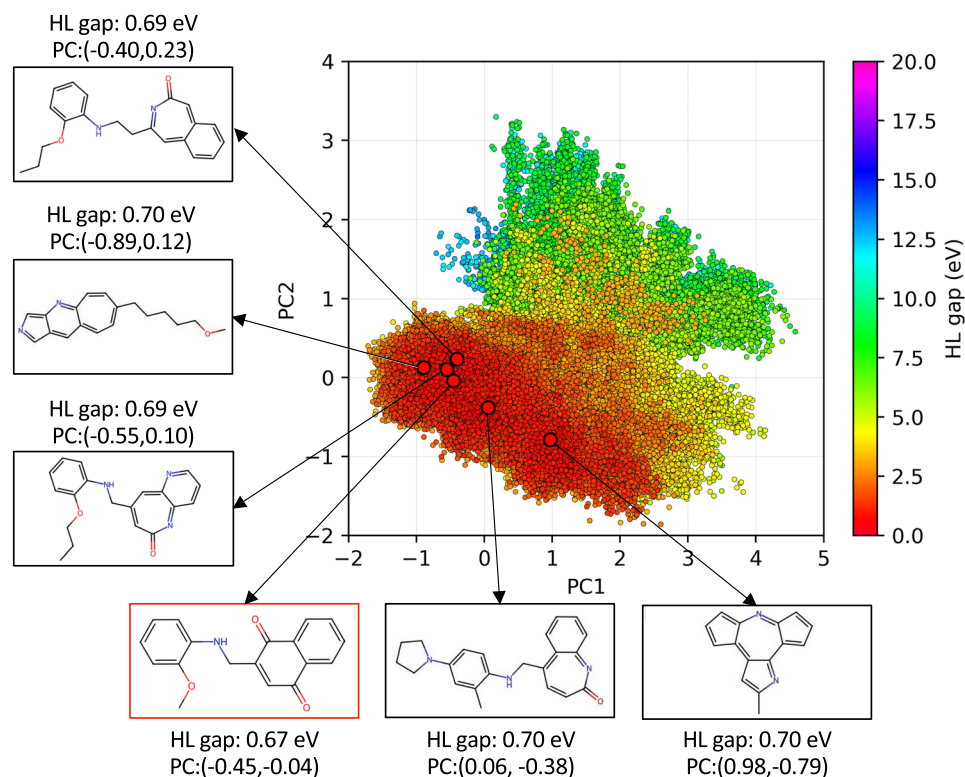 HL gap: 0.69 eV
PC:(-0.40,0.23)
O
N
N
H
O
HL gap: 0.70 eV
PC:(-0.89,0.12)
N
N
O
HL gap: 0.69 eV
PC:(-0.55,0.10)
NH
N
O
N
O
4
3
2
1
0
−1
−2
PC2
−2
−1
0
1
2
3
4
5
PC1
20.0
17.5
15.0
12.5
10.0
7.5
5.0
2.5
0.0
HL gap (eV)
O
NH
O
O
HL gap: 0.67 eV
PC:(-0.45,-0.04)
N
N
H
N
O
HL gap: 0.70 eV
PC:(0.06, -0.38)
N
N
HL gap: 0.70 eV
PC:(0.98,-0.79)